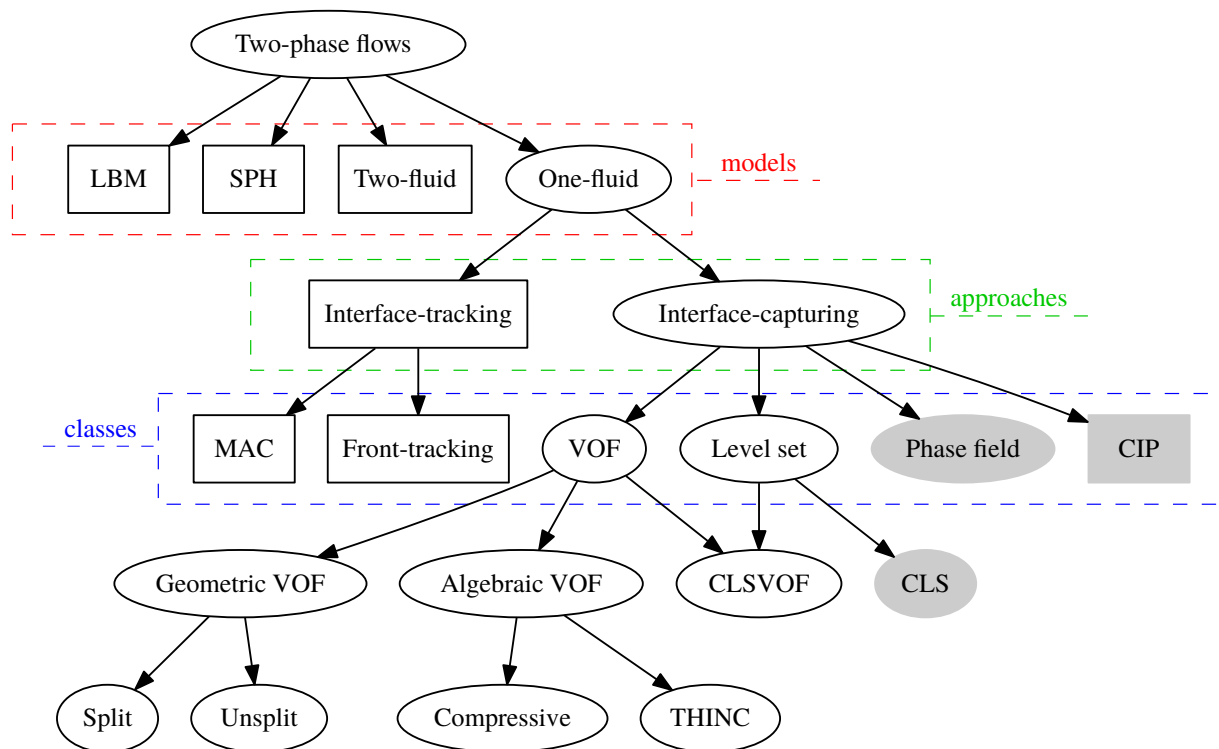 Two-phase flows
LBM
SPH
Two-fluid
One-fluid
models
Interface-tracking
Interface-capturing
approaches
classes
MAC
Front-tracking
VOF
Level set
Phase field
CIP
Geometric VOF
Algebraic VOF
CLSVOF
CLS
Split
Unsplit
Compressive
THINC